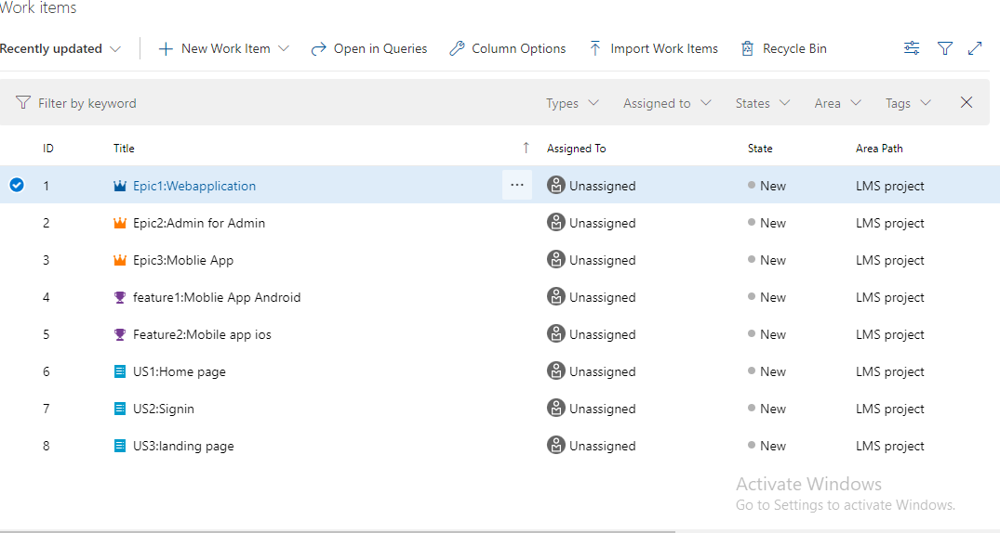 Work items
Recently updated New Work Item Open in Queries Column Options Import Work Items Recycle Bin
Filter by keyword Types Assigned to States Area Tags
ID Title ↑ Assigned To State Area Path
1 Epic1:Webapplication ... Unassigned New LMS project
2 Epic2:Admin for Admin Unassigned New LMS project
3 Epic3:Moblie App Unassigned New LMS project
4 feature1:Moblie App Android Unassigned New LMS project
5 Feature2:Mobile app ios Unassigned New LMS project
6 US1:Home page Unassigned New LMS project
7 US2:Signin Unassigned New LMS project
8 US3:landing page Unassigned New LMS project
Activate Windows
Go to Settings to activate Windows.